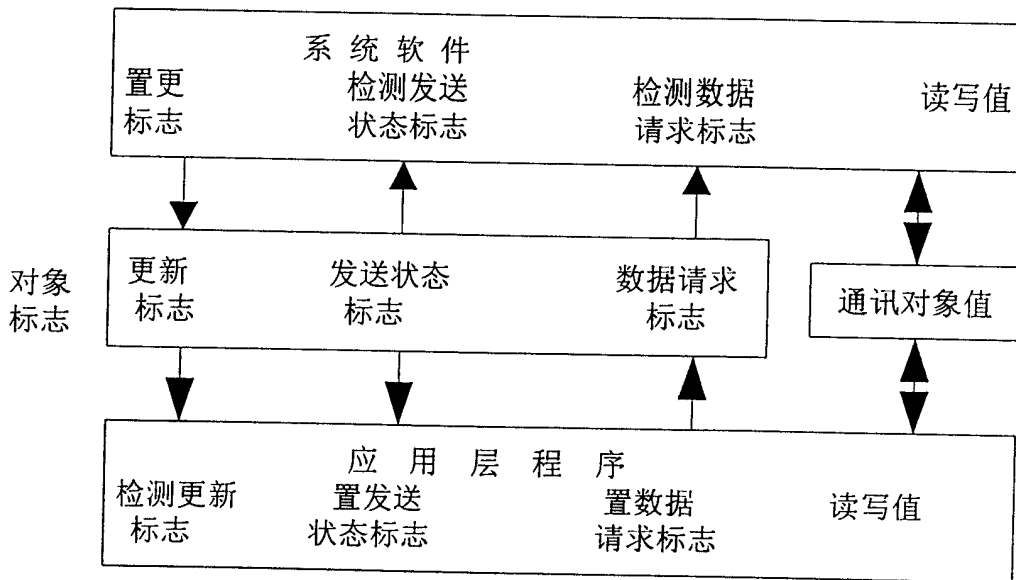 系统软件
置更
标志
检测发送
状态标志
检测数据
请求标志
读写值
对象
标志
更新
标志
发送状态
标志
数据请求
标志
通讯对象值
应用层程序
检测更新
标志
置发送
状态标志
置数据
请求标志
读写值